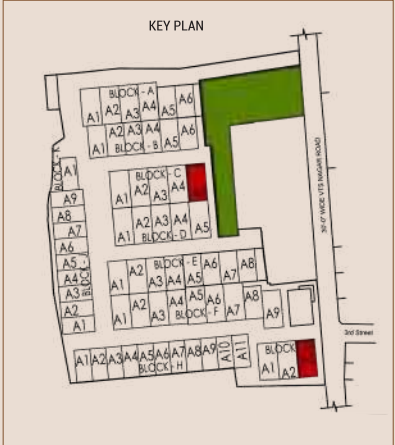 KEY PLAN
BLOCK - A
A1 A2 A3 A4 A5 A6
A1 A2 A3 A4 A5 A6
BLOCK - B
BLOCK - C
A1 A2 A3 A4
A1 A2 A3 A4 A5
BLOCK - D
BLOCK - K
A1
A9
A8
A7
A6
A5
A4
A3
A2
A1
BLOCK -
BLOCK - E
A1 A2 A3 A4 A5 A6 A7 A8
A1 A2 A3 A4 A5 A6 A7 A8 A9
BLOCK - F
A1 A2 A3 A4 A5 A6 A7 A8 A9 A10 A11
BLOCK - H
BLOCK
A1 A2
30'-0" WIDE VTS NAGAR ROAD
3rd Street